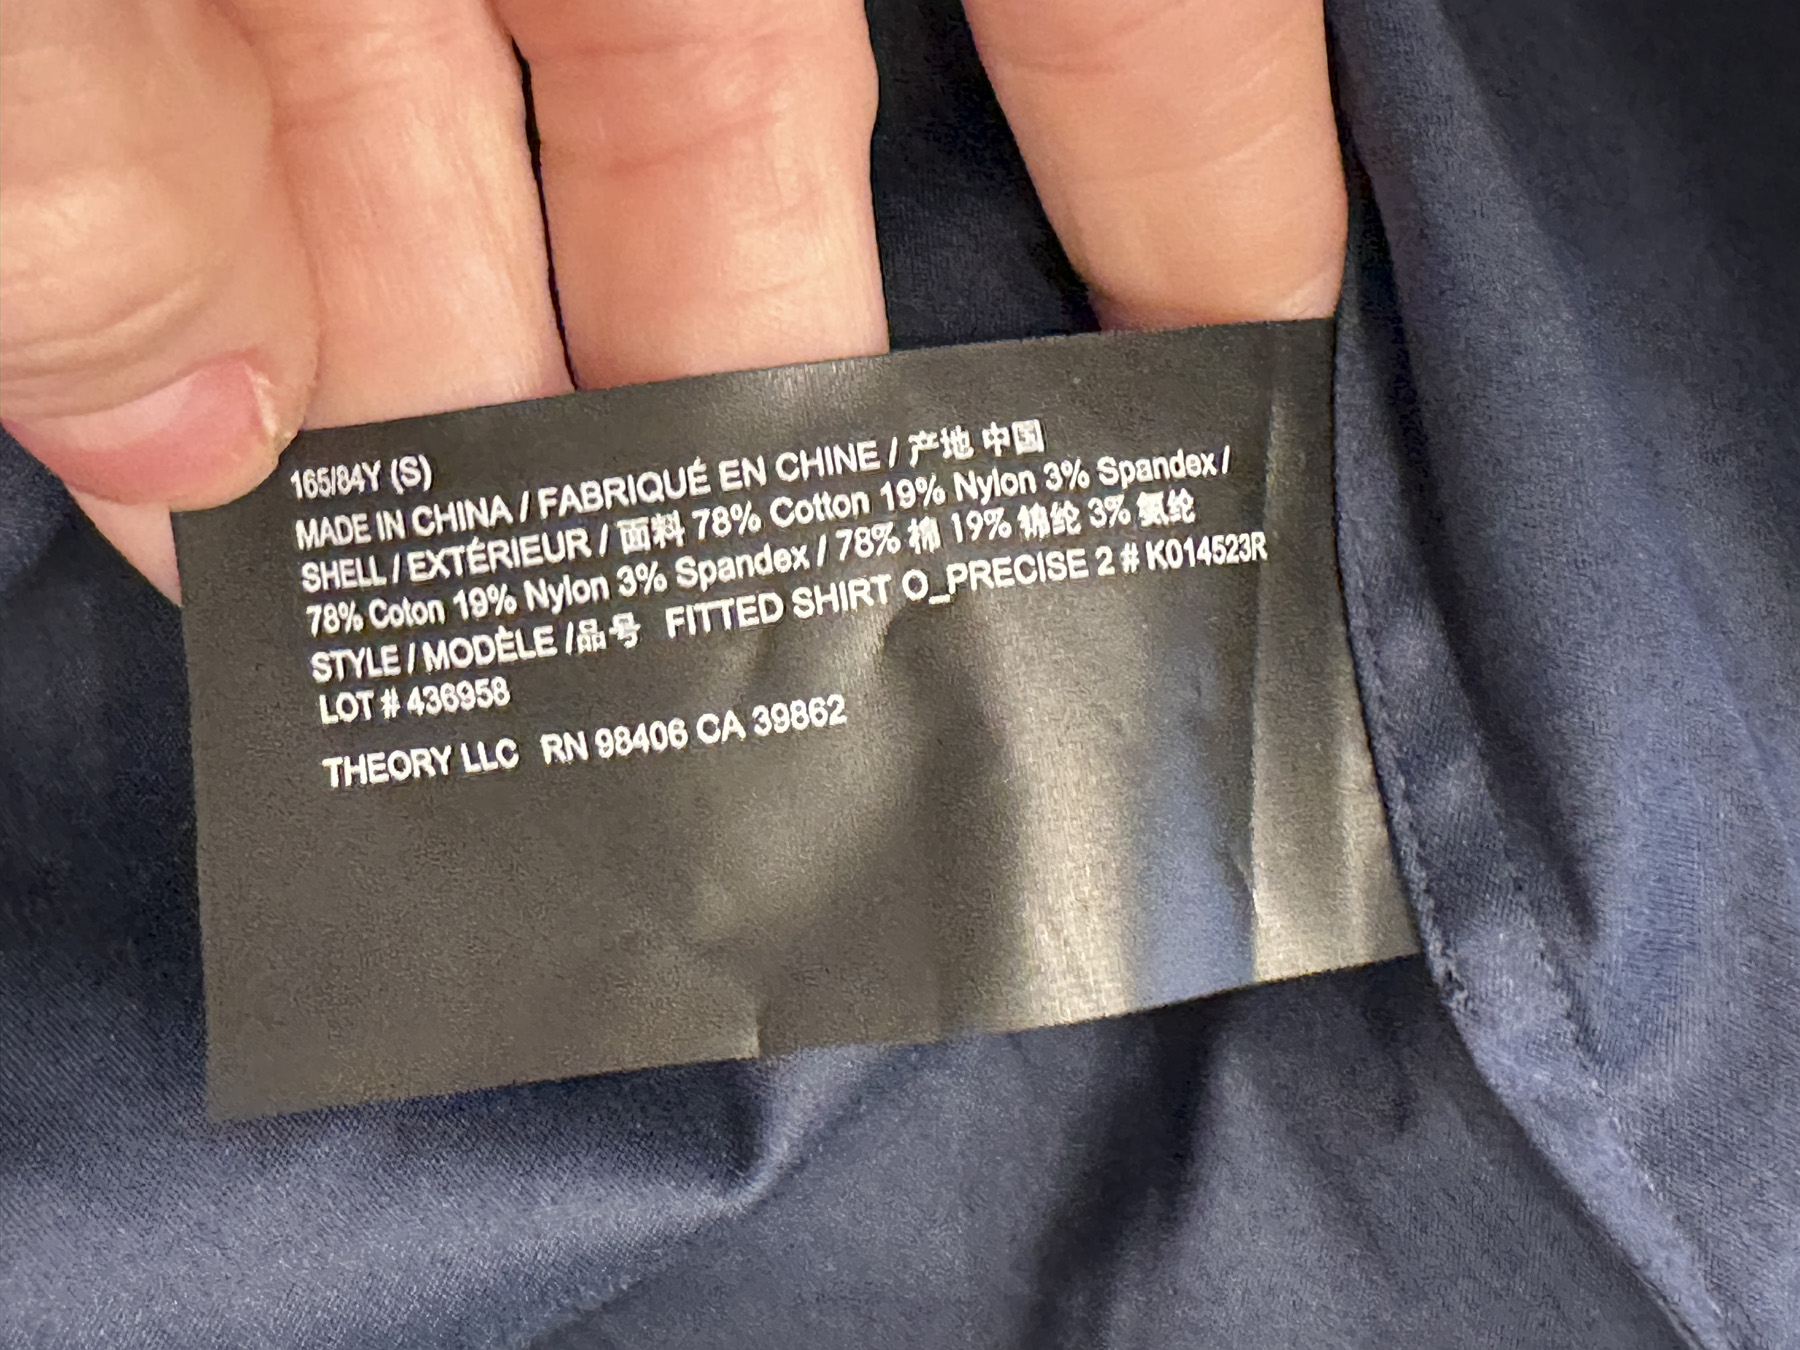 165/84Y (S)
MADE IN CHINA / FABRIQUÉ EN CHINE / 产地 中国
SHELL / EXTÉRIEUR / 面料 78% Cotton 19% Nylon 3% Spandex /
78% Coton 19% Nylon 3% Spandex / 78% 棉 19% 锦纶 3% 氨纶
STYLE / MODÈLE /品号 FITTED SHIRT O_PRECISE 2 # K014523R
LOT # 436958
THEORY LLC RN 98406 CA 39862